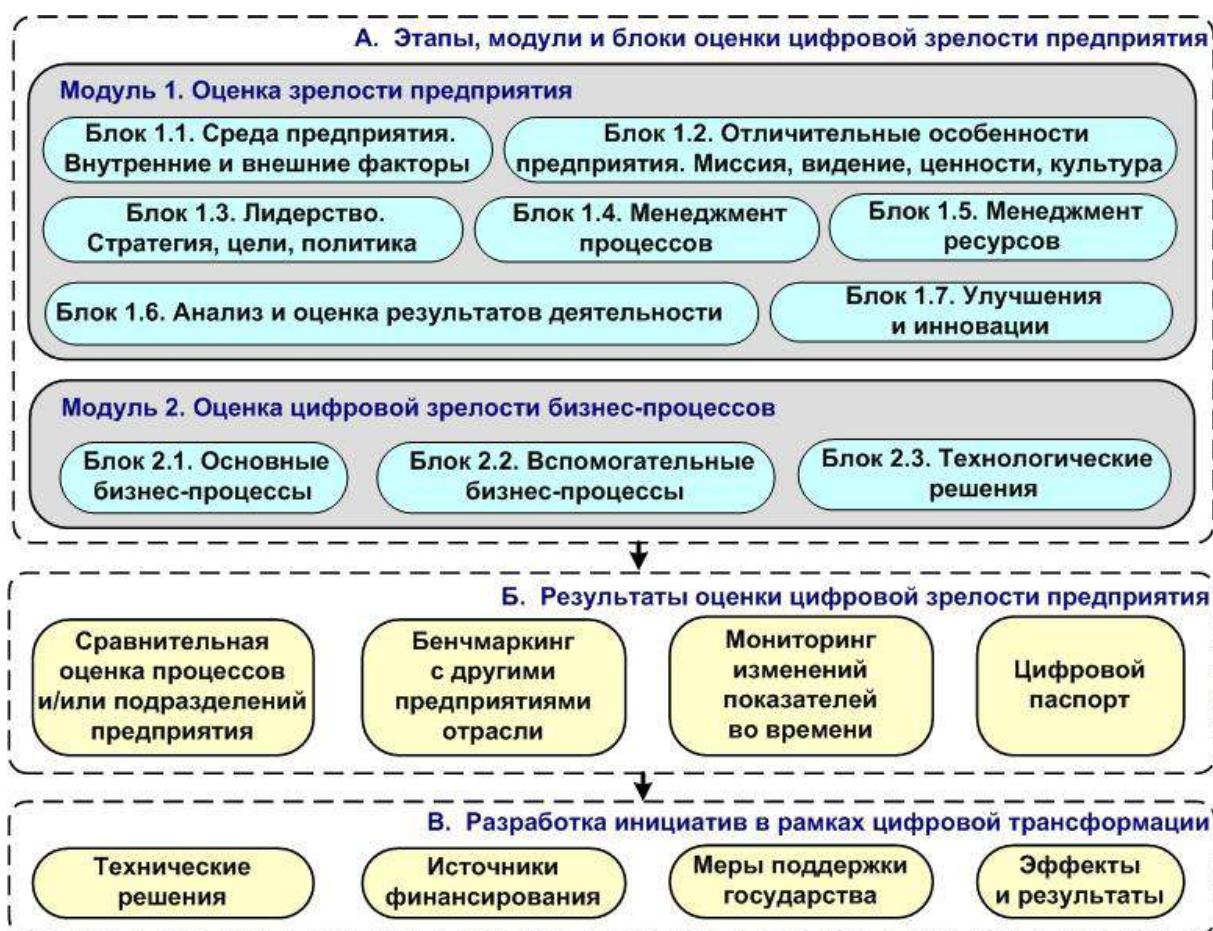 А. Этапы, модули и блоки оценки цифровой зрелости предприятия
Модуль 1. Оценка зрелости предприятия
Блок 1.1. Среда предприятия.
Внутренние и внешние факторы
Блок 1.2. Отличительные особенности
предприятия. Миссия, видение, ценности, культура
Блок 1.3. Лидерство.
Стратегия, цели, политика
Блок 1.4. Менеджмент
процессов
Блок 1.5. Менеджмент
ресурсов
Блок 1.6. Анализ и оценка результатов деятельности
Блок 1.7. Улучшения
и инновации
Модуль 2. Оценка цифровой зрелости бизнес-процессов
Блок 2.1. Основные
бизнес-процессы
Блок 2.2. Вспомогательные
бизнес-процессы
Блок 2.3. Технологические
решения
Б. Результаты оценки цифровой зрелости предприятия
Сравнительная
оценка процессов
и/или подразделений
предприятия
Бенчмаркинг
с другими
предприятиями
отрасли
Мониторинг
изменений
показателей
во времени
Цифровой
паспорт
В. Разработка инициатив в рамках цифровой трансформации
Технические
решения
Источники
финансирования
Меры поддержки
государства
Эффекты
и результаты